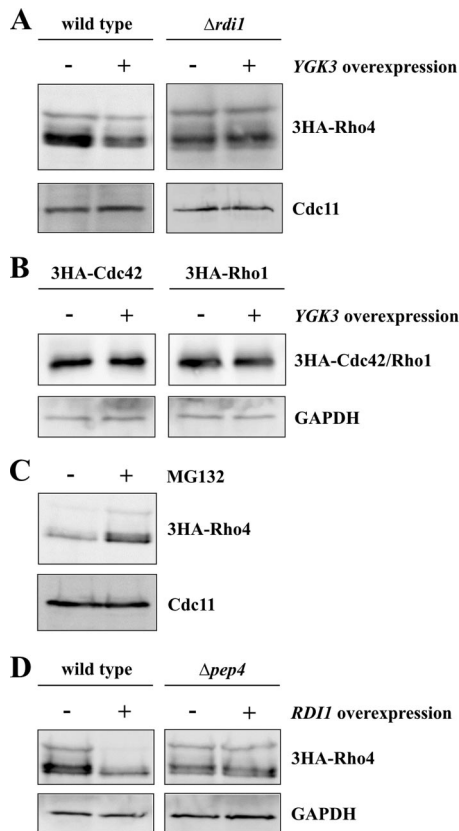 A
wild type Δrdi1
- + - + YGK3 overexpression
3HA-Rho4
Cdc11
B
3HA-Cdc42 3HA-Rho1
- + - + YGK3 overexpression
3HA-Cdc42/Rho1
GAPDH
C
- + MG132
3HA-Rho4
Cdc11
D
wild type Δpep4
- + - + RDI1 overexpression
3HA-Rho4
GAPDH